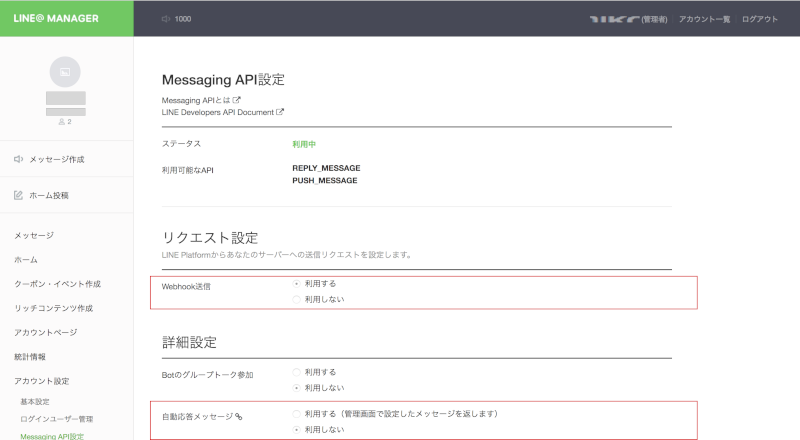 LINE@ MANAGER
1000
(管理者) アカウント一覧 ログアウト
2
メッセージ作成
ホーム投稿
メッセージ
ホーム
クーポン・イベント作成
リッチコンテンツ作成
アカウントページ
統計情報
アカウント設定
基本設定
ログインユーザー管理
Messaging API設定
Messaging API設定
Messaging APIとは
LINE Developers API Document
ステータス 利用中
利用可能なAPI REPLY_MESSAGE
PUSH_MESSAGE
リクエスト設定
LINE Platformからあなたのサーバーへの送信リクエストを設定します。
Webhook送信 利用する
利用しない
詳細設定
Botのグループトーク参加 利用する
利用しない
自動応答メッセージ 利用する（管理画面で設定したメッセージを返します）
利用しない